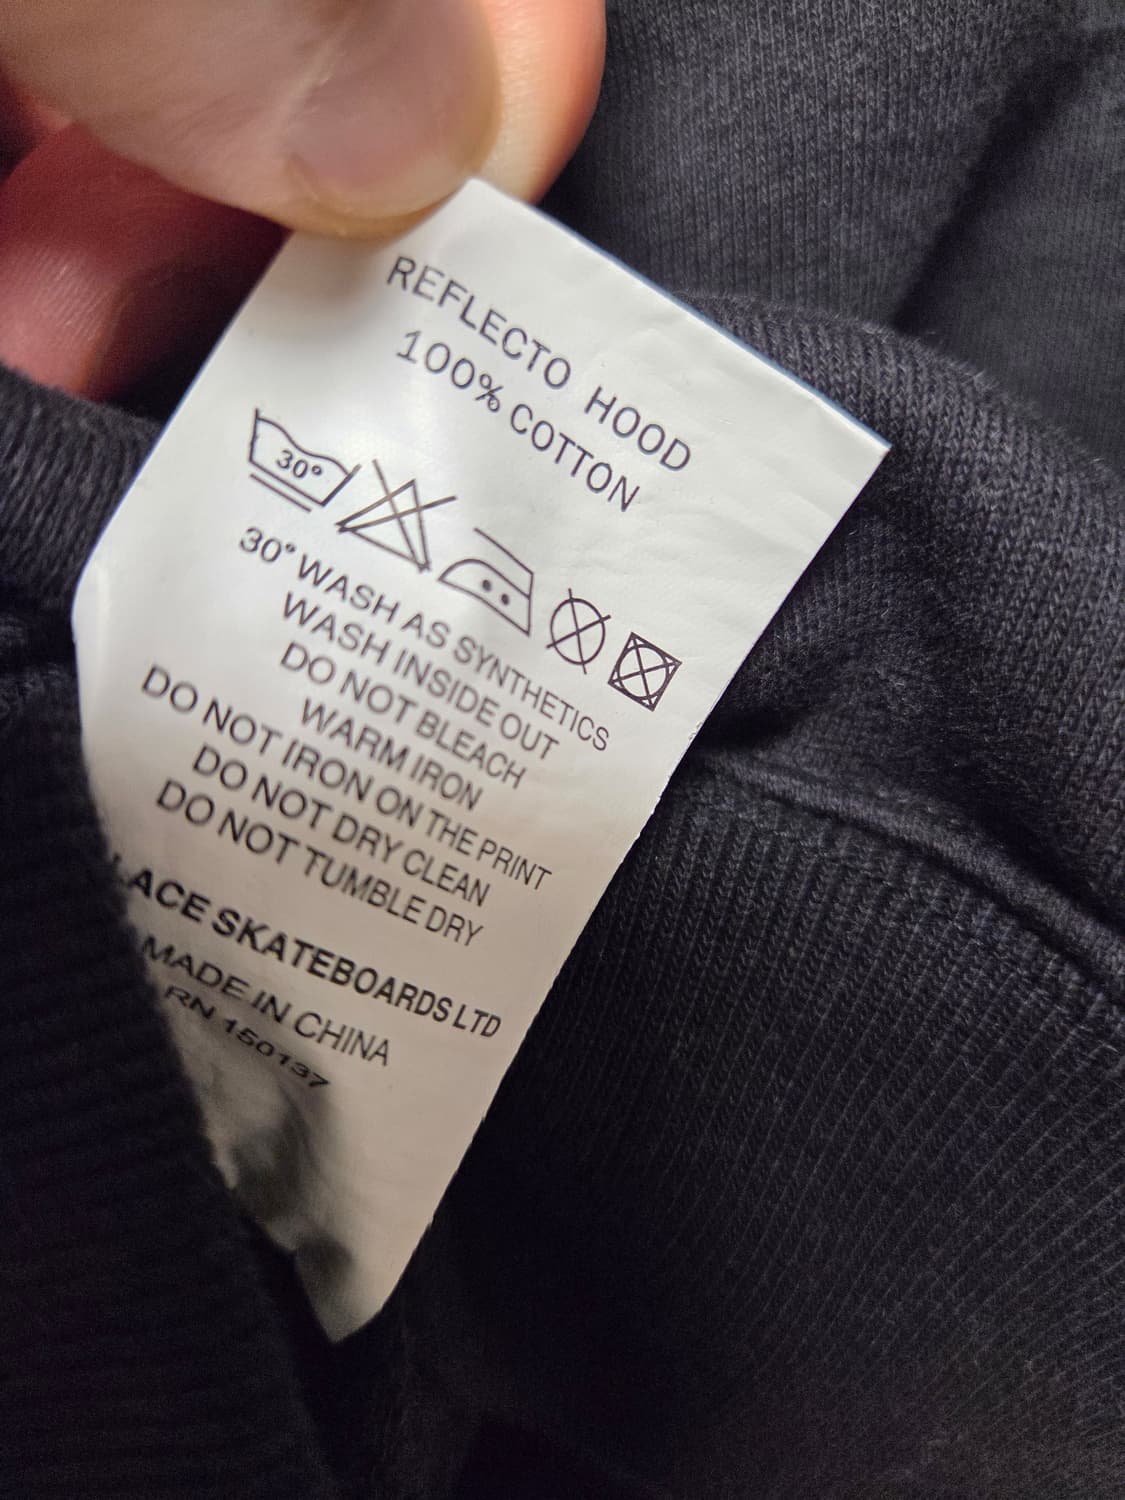 REFLECTO HOOD
100% COTTON
30°
30° WASH AS SYNTHETICS
WASH INSIDE OUT
DO NOT BLEACH
WARM IRON
DO NOT IRON ON THE PRINT
DO NOT DRY CLEAN
DO NOT TUMBLE DRY
LACE SKATEBOARDS LTD
MADE IN CHINA
RN 150137